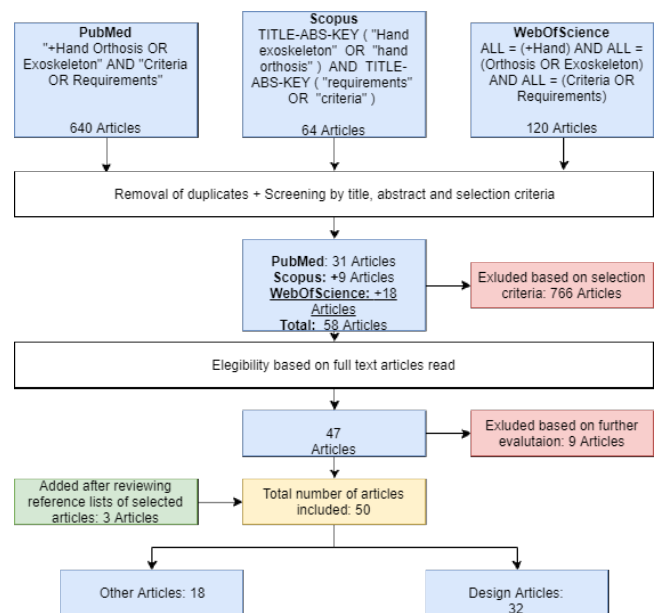 PubMed
"+Hand Orthosis OR
Exoskeleton" AND "Criteria
OR Requirements"
640 Articles
Scopus
TITLE-ABS-KEY ( "Hand
exoskeleton" OR "hand
orthosis" ) AND TITLE-
ABS-KEY ( "requirements"
OR "criteria" )
64 Articles
WebOfScience
ALL = (+Hand) AND ALL =
(Orthosis OR Exoskeleton)
AND ALL = (Criteria OR
Requirements)
120 Articles
Removal of duplicates + Screening by title, abstract and selection criteria
PubMed: 31 Articles
Scopus: +9 Articles
WebOfScience: +18
Articles
Total: 58 Articles
Exluded based on selection
criteria: 766 Articles
Elegibility based on full text articles read
47
Articles
Exluded based on further
evalutaion: 9 Articles
Added after reviewing
reference lists of selected
articles: 3 Articles
Total number of articles
included: 50
Other Articles: 18
Design Articles:
32